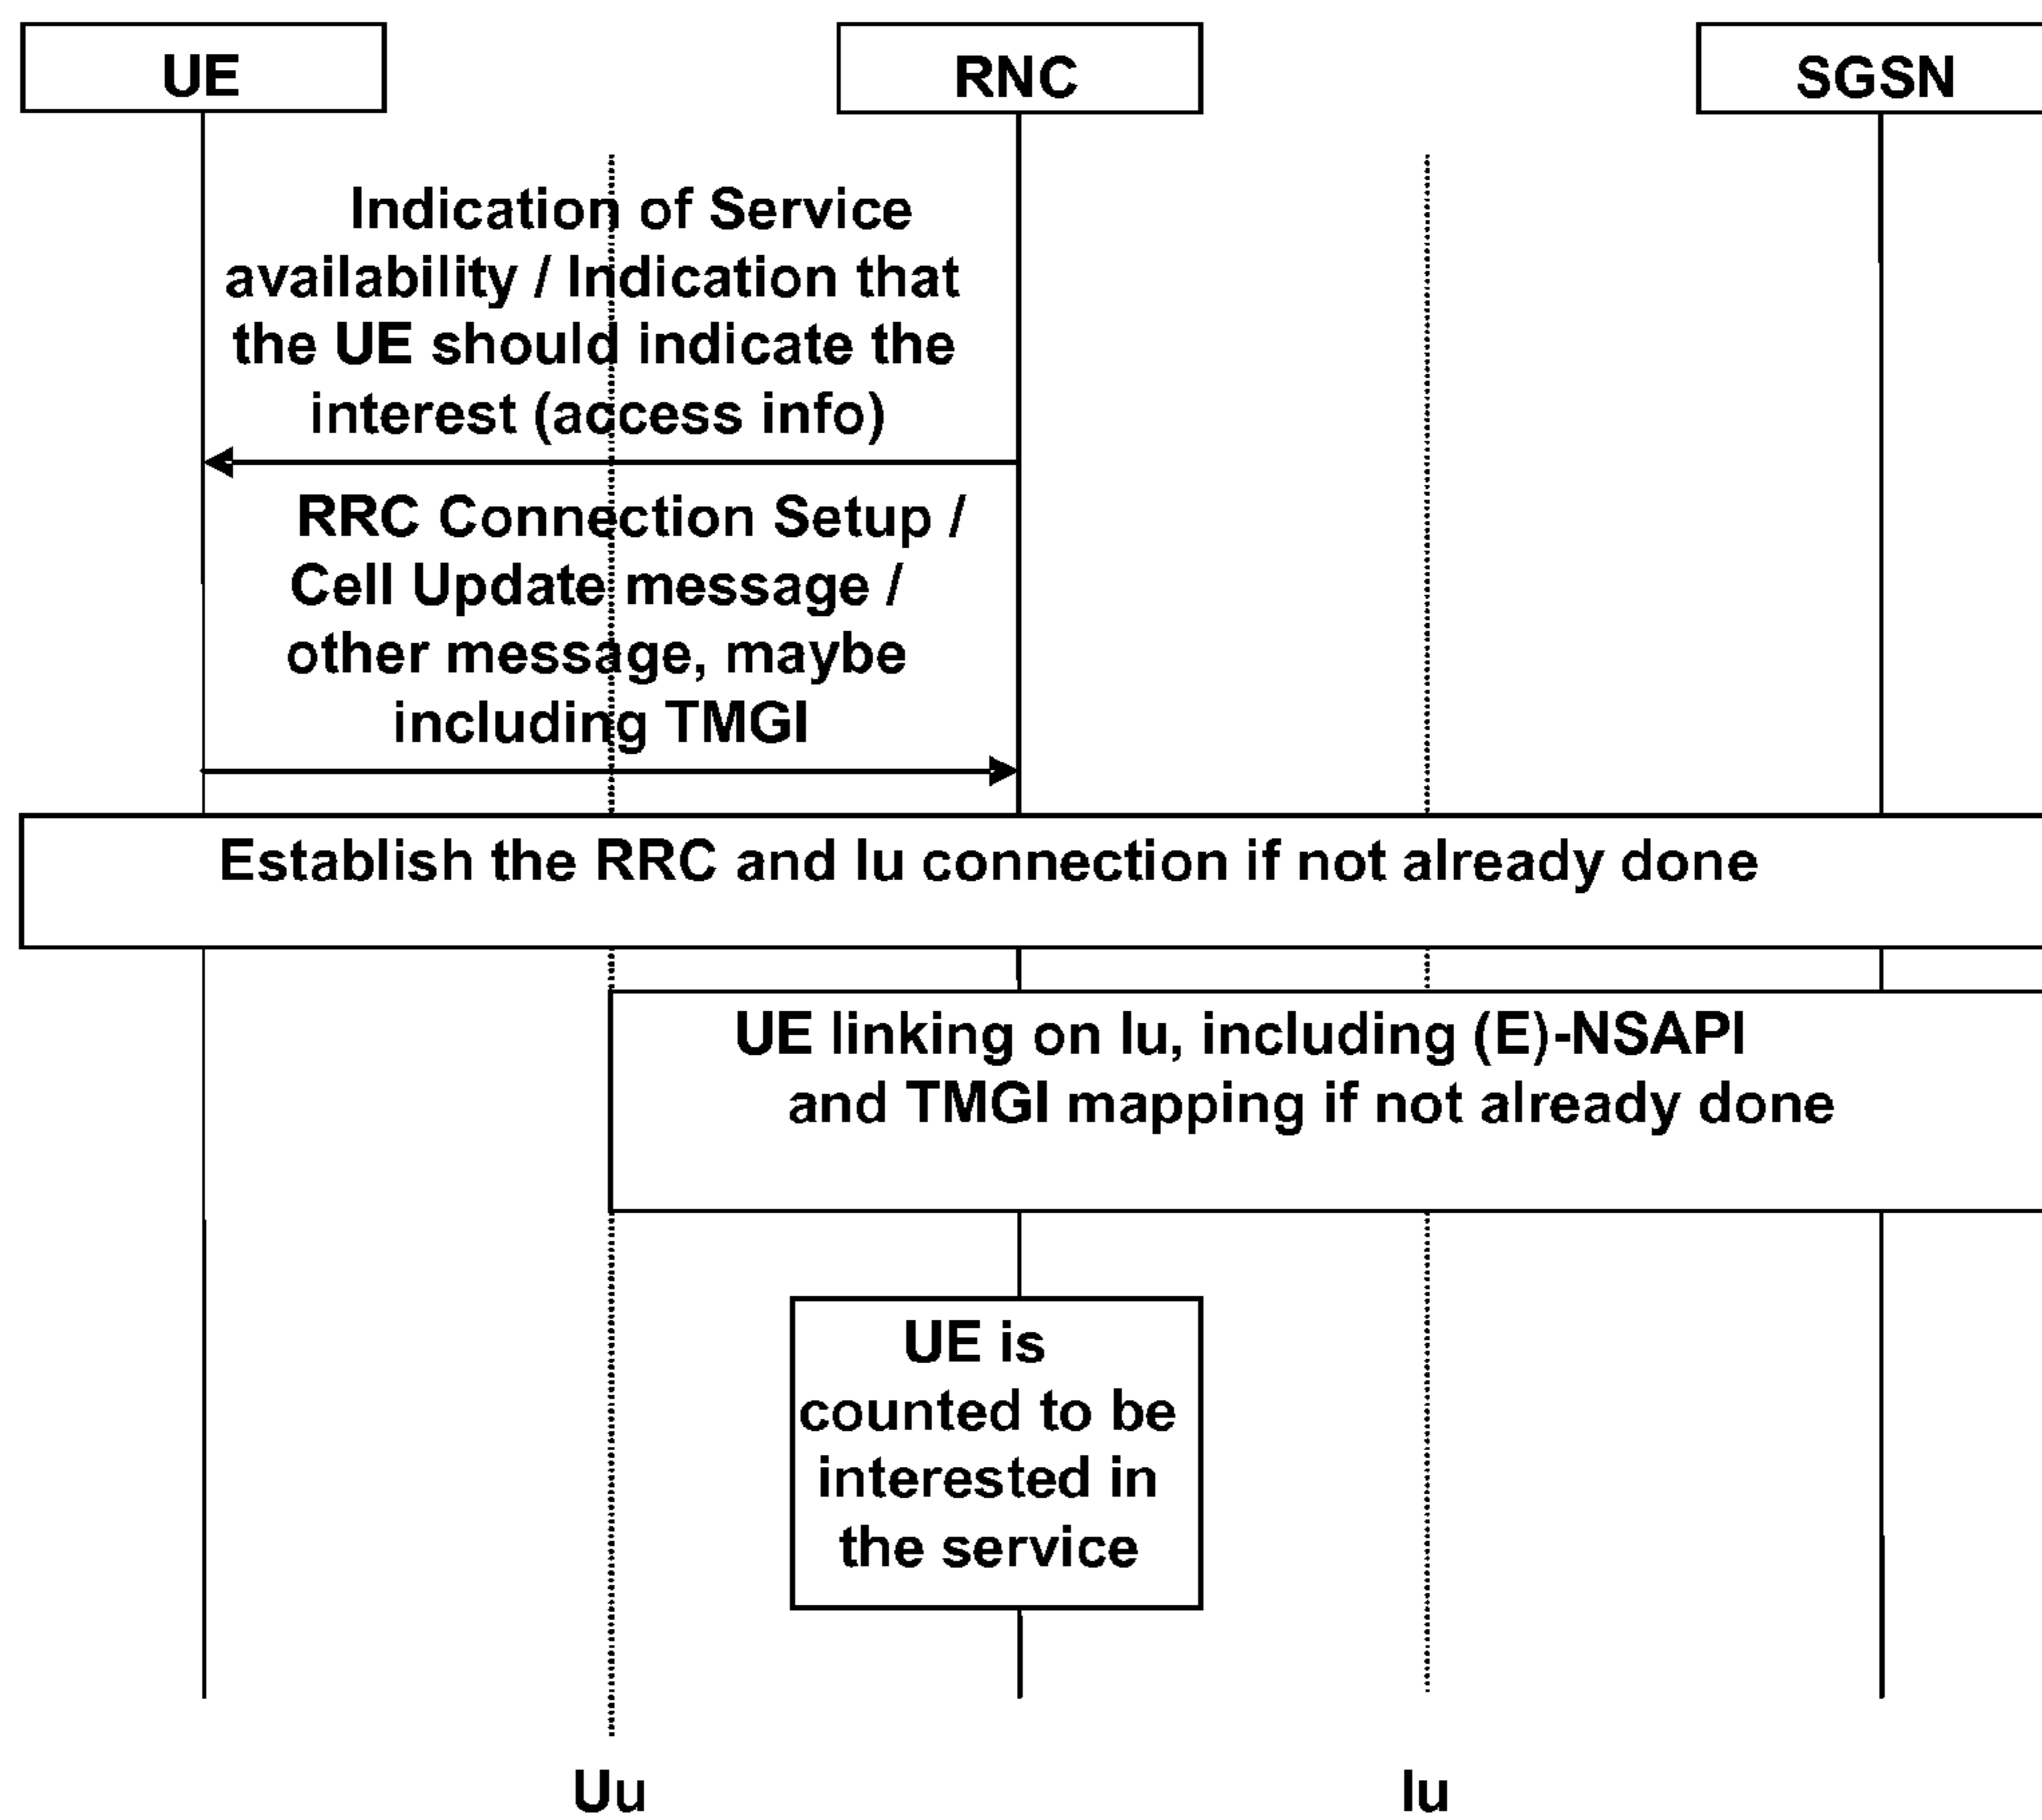 UE
RNC
SGSN
Indication of Service
availability / Indication that
the UE should indicate the
interest (access info)
RRC Connection Setup /
Cell Update message /
other message, maybe
including TMGI
Establish the RRC and Iu connection if not already done
UE linking on Iu, including (E)-NSAPI
and TMGI mapping if not already done
UE is
counted to be
interested in
the service
Uu
Iu